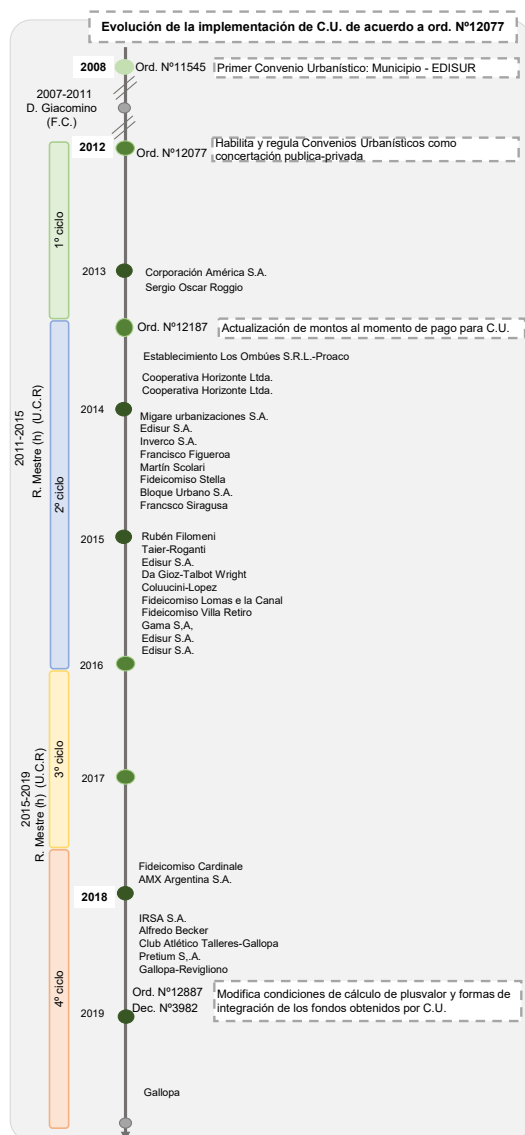 Evolución de la implementación de C.U. de acuerdo a ord. Nº12077
2008
Ord. Nº11545
Primer Convenio Urbanístico: Municipio - EDISUR
2007-2011
D. Giacomino
(F.C.)
2012
Ord. Nº12077
Habilita y regula Convenios Urbanísticos como
concertación publica-privada
1º ciclo
2013
Corporación América S.A.
Sergio Oscar Roggio
Ord. Nº12187
Actualización de montos al momento de pago para C.U.
Establecimiento Los Ombúes S.R.L.-Proaco
Cooperativa Horizonte Ltda.
Cooperativa Horizonte Ltda.
2014
2011-2015
R. Mestre (h) (U.C.R)
2º ciclo
Migare urbanizaciones S.A.
Edisur S.A.
Inverco S.A.
Francisco Figueroa
Martín Scolari
Fideicomiso Stella
Bloque Urbano S.A.
Francsco Siragusa
2015
Rubén Filomeni
Taier-Roganti
Edisur S.A.
Da Gioz-Talbot Wright
Coluucini-Lopez
Fideicomiso Lomas e la Canal
Fideicomiso Villa Retiro
Gama S,A,
Edisur S.A.
Edisur S.A.
2016
3º ciclo
2015-2019
R. Mestre (h) (U.C.R)
2017
Fideicomiso Cardinale
AMX Argentina S.A.
2018
IRSA S.A.
Alfredo Becker
Club Atlético Talleres-Gallopa
Pretium S,.A.
Gallopa-Revigliono
4º ciclo
Ord. Nº12887
Dec. Nº3982
Modifica condiciones de cálculo de plusvalor y formas de
integración de los fondos obtenidos por C.U.
2019
Gallopa